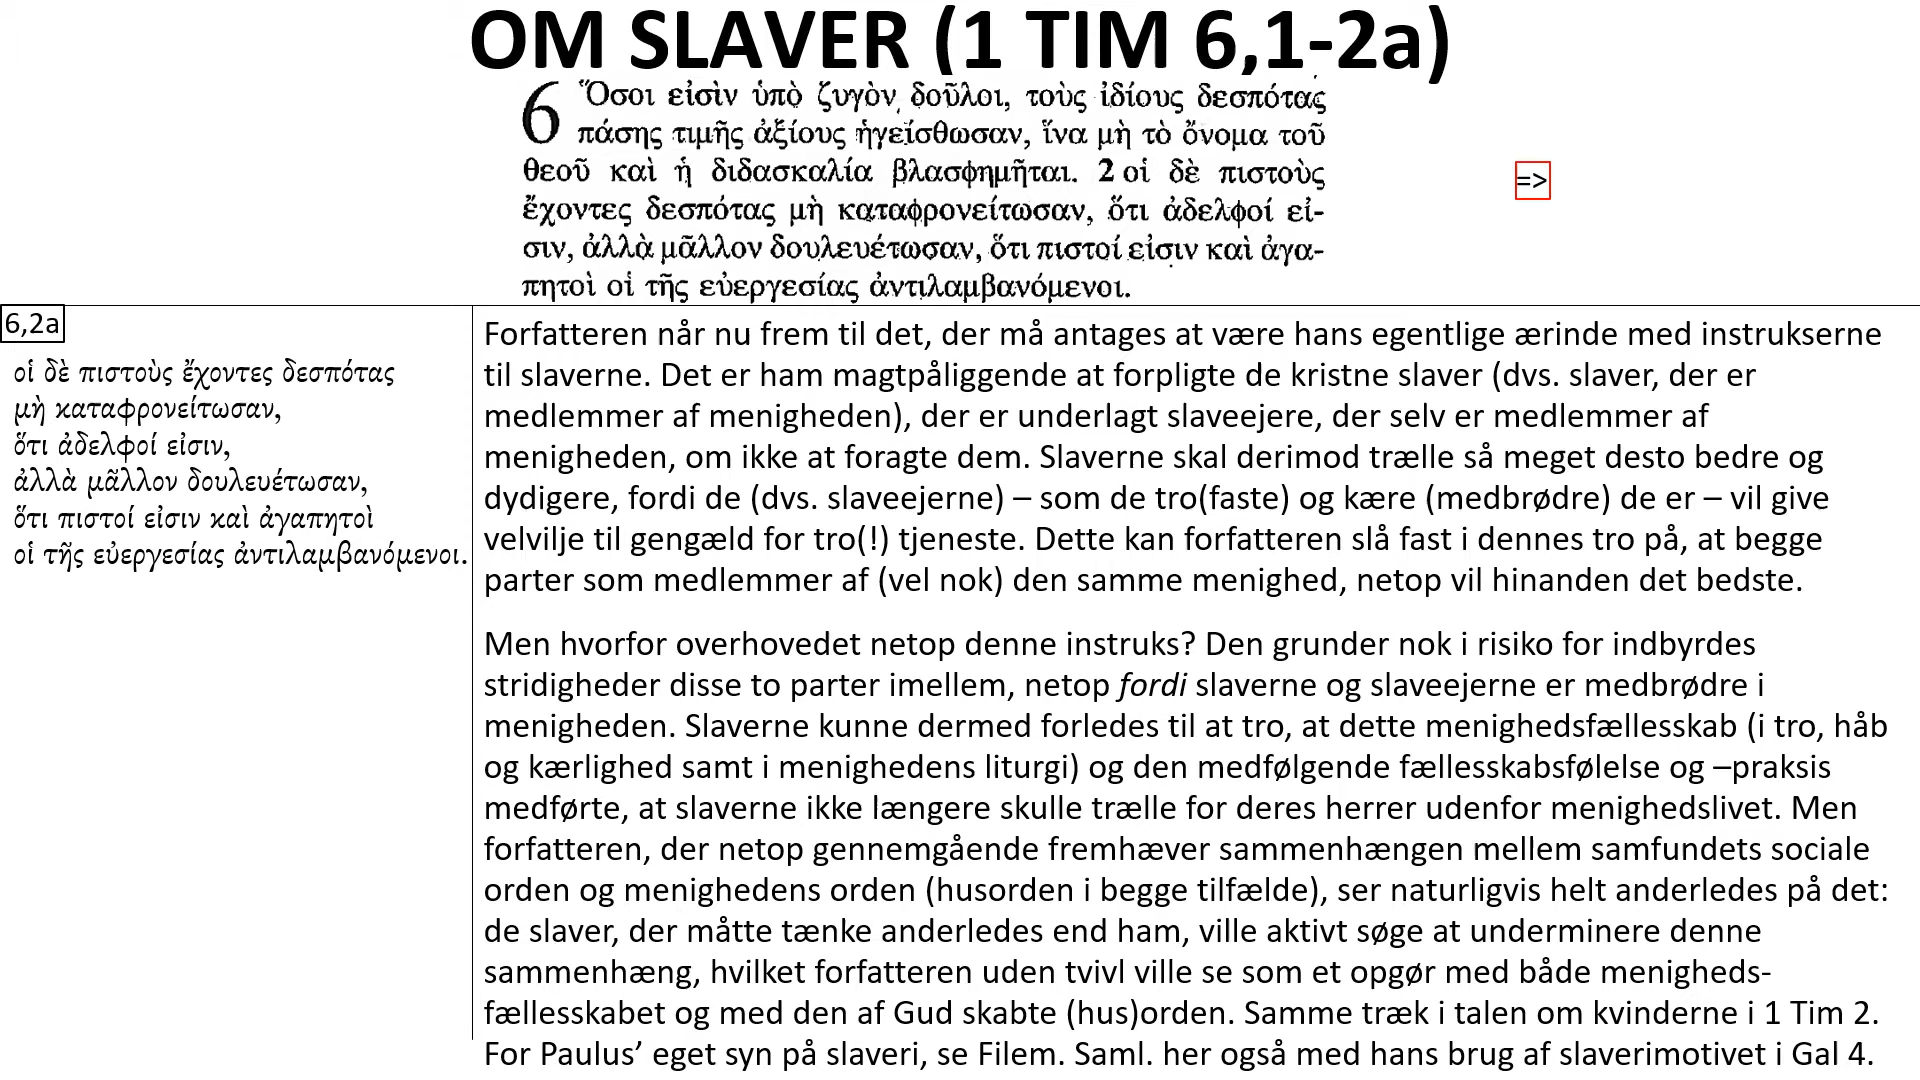 OM SLAVER (1 TIM 6,1-2a)
6 Ὅσοι εἰσὶν ὑπὸ ζυγὸν δοῦλοι, τοὺς ἰδίους δεσπότας
πάσης τιμῆς ἀξίους ἡγείσθωσαν, ἵνα μὴ τὸ ὄνομα τοῦ
θεοῦ καὶ ἡ διδασκαλία βλασφημῆται. 2 οἱ δὲ πιστοὺς
ἔχοντες δεσπότας μὴ καταφρονείτωσαν, ὅτι ἀδελφοί εἰ-
σιν, ἀλλὰ μᾶλλον δουλευέτωσαν, ὅτι πιστοί εἰσιν καὶ ἀγα-
πητοὶ οἱ τῆς εὐεργεσίας ἀντιλαμβανόμενοι.
=>
6,2a
οἱ δὲ πιστοὺς ἔχοντες δεσπότας
μὴ καταφρονείτωσαν,
ὅτι ἀδελφοί εἰσιν,
ἀλλὰ μᾶλλον δουλευέτωσαν,
ὅτι πιστοί εἰσιν καὶ ἀγαπητοὶ
οἱ τῆς εὐεργεσίας ἀντιλαμβανόμενοι.
Forfatteren når nu frem til det, der må antages at være hans egentlige ærinde med instrukserne
til slaverne. Det er ham magtpåliggende at forpligte de kristne slaver (dvs. slaver, der er
medlemmer af menigheden), der er underlagt slaveejere, der selv er medlemmer af
menigheden, om ikke at foragte dem. Slaverne skal derimod trælle så meget desto bedre og
dydigere, fordi de (dvs. slaveejerne) – som de tro(faste) og kære (medbrødre) de er – vil give
velvilje til gengæld for tro(!) tjeneste. Dette kan forfatteren slå fast i dennes tro på, at begge
parter som medlemmer af (vel nok) den samme menighed, netop vil hinanden det bedste.
Men hvorfor overhovedet netop denne instruks? Den grunder nok i risiko for indbyrdes
stridigheder disse to parter imellem, netop fordi slaverne og slaveejerne er medbrødre i
menigheden. Slaverne kunne dermed forledes til at tro, at dette menighedsfællesskab (i tro, håb
og kærlighed samt i menighedens liturgi) og den medfølgende fællesskabsfølelse og –praksis
medførte, at slaverne ikke længere skulle trælle for deres herrer udenfor menighedslivet. Men
forfatteren, der netop gennemgående fremhæver sammenhængen mellem samfundets sociale
orden og menighedens orden (husorden i begge tilfælde), ser naturligvis helt anderledes på det:
de slaver, der måtte tænke anderledes end ham, ville aktivt søge at underminere denne
sammenhæng, hvilket forfatteren uden tvivl ville se som et opgør med både menigheds-
fællesskabet og med den af Gud skabte (hus)orden. Samme træk i talen om kvinderne i 1 Tim 2.
For Paulus’ eget syn på slaveri, se Filem. Saml. her også med hans brug af slaverimotivet i Gal 4.